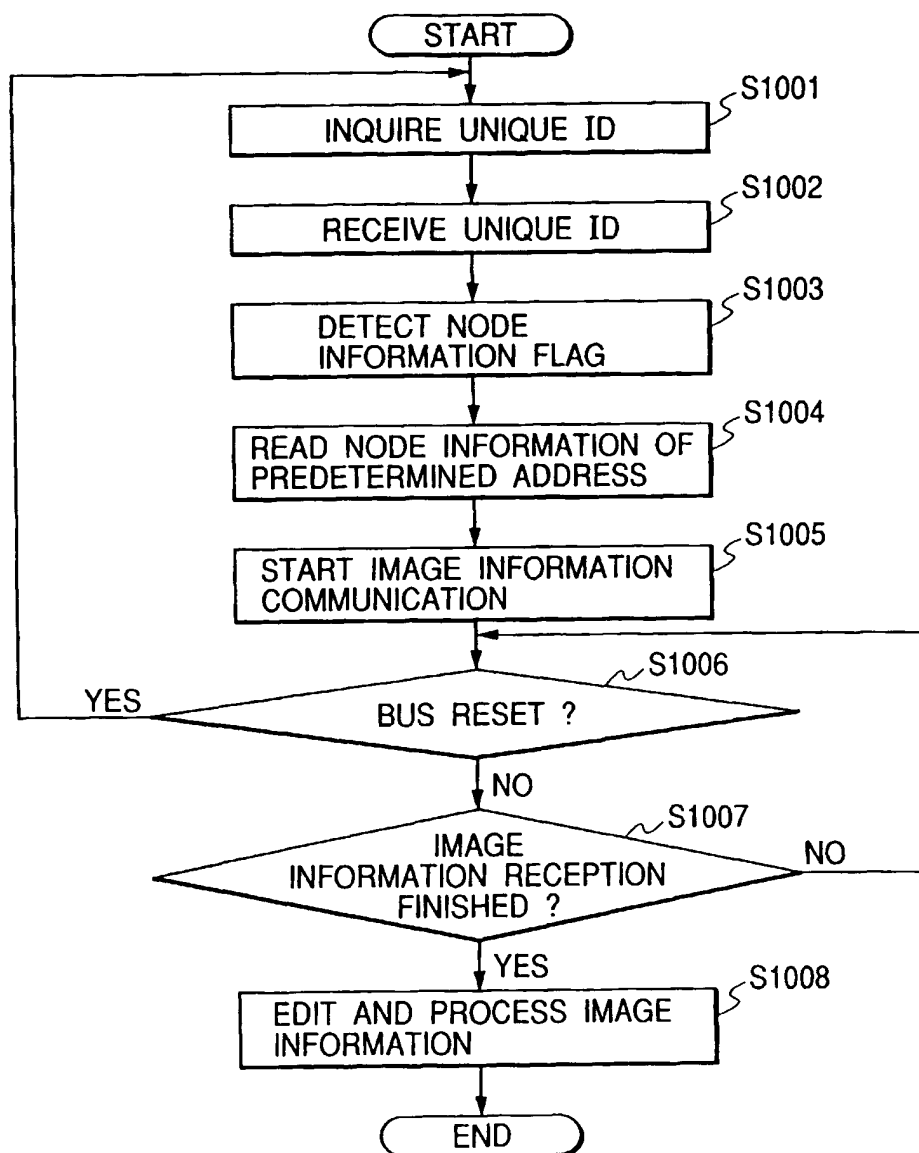 START
S1001
INQUIRE UNIQUE ID
S1002
RECEIVE UNIQUE ID
S1003
DETECT NODE
INFORMATION FLAG
S1004
READ NODE INFORMATION OF
PREDETERMINED ADDRESS
S1005
START IMAGE INFORMATION
COMMUNICATION
S1006
YES
BUS RESET ?
NO
S1007
IMAGE
INFORMATION RECEPTION
FINISHED ?
NO
YES
S1008
EDIT AND PROCESS IMAGE
INFORMATION
END